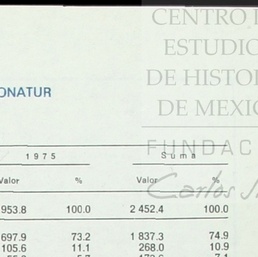 CENTRO
ESTUDIO
DE HISTOR
DE MEXIC
FUNDAC
Carlos
ONATUR
1975 Suma
Valor % Valor %
953.8 100.0 2 452.4 100.0
697.9 73.2 1 837.3 74.9
105.6 11.1 268.0 10.9